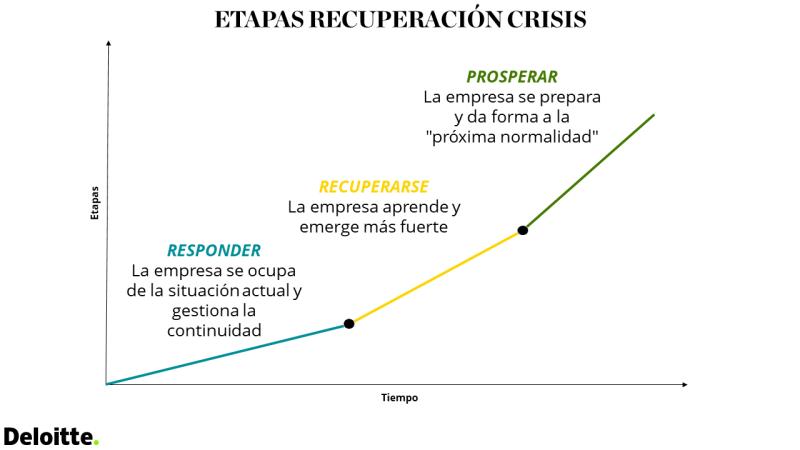 ETAPAS RECUPERACIÓN CRISIS
PROSPERAR
La empresa se prepara
y da forma a la
"próxima normalidad"
RECUPERARSE
La empresa aprende y
emerge más fuerte
RESPONDER
La empresa se ocupa
de la situación actual y
gestiona la
continuidad
Etapas
Tiempo
Deloitte.